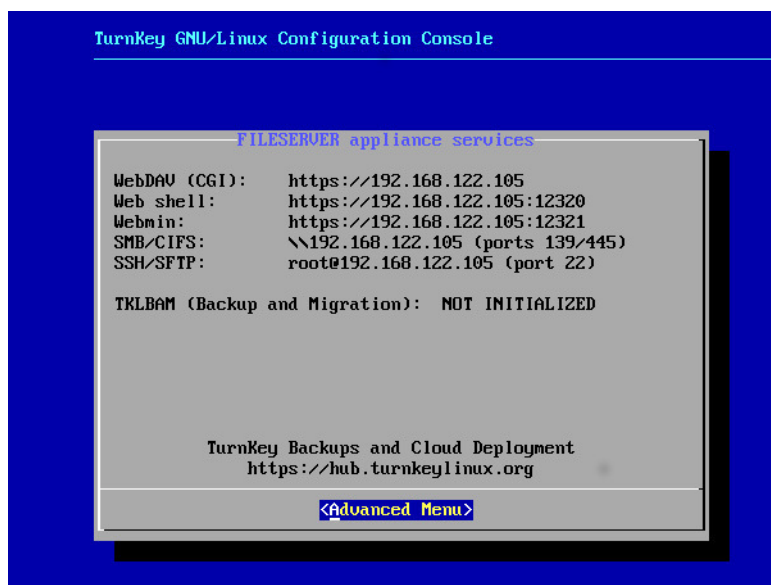 TurnKey GNU/Linux Configuration Console
FILESERVER appliance services
WebDAV (CGI): https://192.168.122.105
Web shell: https://192.168.122.105:12320
Webmin: https://192.168.122.105:12321
SMB/CIFS: \\192.168.122.105 (ports 139/445)
SSH/SFTP: root@192.168.122.105 (port 22)
TKLBAM (Backup and Migration): NOT INITIALIZED
TurnKey Backups and Cloud Deployment
https://hub.turnkeylinux.org
<Advanced Menu>